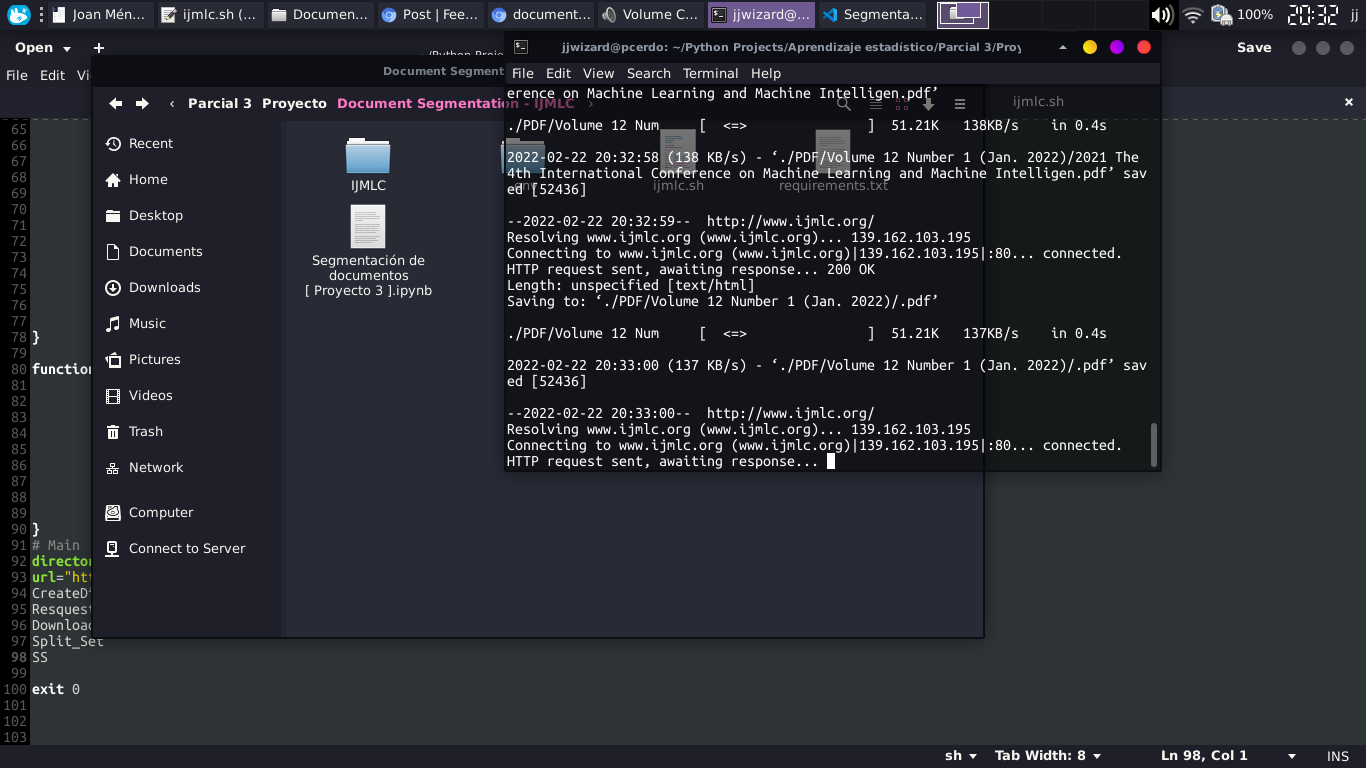 Joan Mén...
ijmlc.sh (...
Documen...
Post | Fee...
document...
Volume C...
jjwizard@...
Segmenta...
100%
20:32
jj
Open
Save
jjwizard@pcerdo: ~/Python Projects/Aprendizaje estadístico/Parcial 3/Proy
File Edit
Document Segment
File Edit View Search Terminal Help
Parcial 3 Proyecto Document Segmentation - IJMLC
ijmlc.sh
Recent
Home
Desktop
Documents
Downloads
Music
Pictures
Videos
Trash
Network
Computer
Connect to Server
IJMLC
env
ijmlc.sh
requirements.txt
Segmentación de
documentos
[ Proyecto 3 ].ipynb
erence on Machine Learning and Machine Intelligen.pdf’
./PDF/Volume 12 Num [ <=> ] 51.21K 138KB/s in 0.4s
2022-02-22 20:32:58 (138 KB/s) - ‘./PDF/Volume 12 Number 1 (Jan. 2022)/2021 The
4th International Conference on Machine Learning and Machine Intelligen.pdf’ sav
ed [52436]
--2022-02-22 20:32:59-- http://www.ijmlc.org/
Resolving www.ijmlc.org (www.ijmlc.org)... 139.162.103.195
Connecting to www.ijmlc.org (www.ijmlc.org)|139.162.103.195|:80... connected.
HTTP request sent, awaiting response... 200 OK
Length: unspecified [text/html]
Saving to: ‘./PDF/Volume 12 Number 1 (Jan. 2022)/.pdf’
./PDF/Volume 12 Num [ <=> ] 51.21K 137KB/s in 0.4s
2022-02-22 20:33:00 (137 KB/s) - ‘./PDF/Volume 12 Number 1 (Jan. 2022)/.pdf’ sav
ed [52436]
--2022-02-22 20:33:00-- http://www.ijmlc.org/
Resolving www.ijmlc.org (www.ijmlc.org)... 139.162.103.195
Connecting to www.ijmlc.org (www.ijmlc.org)|139.162.103.195|:80... connected.
HTTP request sent, awaiting response...
65
66
67
68
69
70
71
72
73
74
75
76
77
78 }
79
80 function
81
82
83
84
85
86
87
88
89
90 }
91 # Main
92 director
93 url="htt
94 CreateDi
95 Resquest
96 Download
97 Split_Set
98 SS
99
100 exit 0
101
102
103
sh Tab Width: 8 Ln 98, Col 1 INS